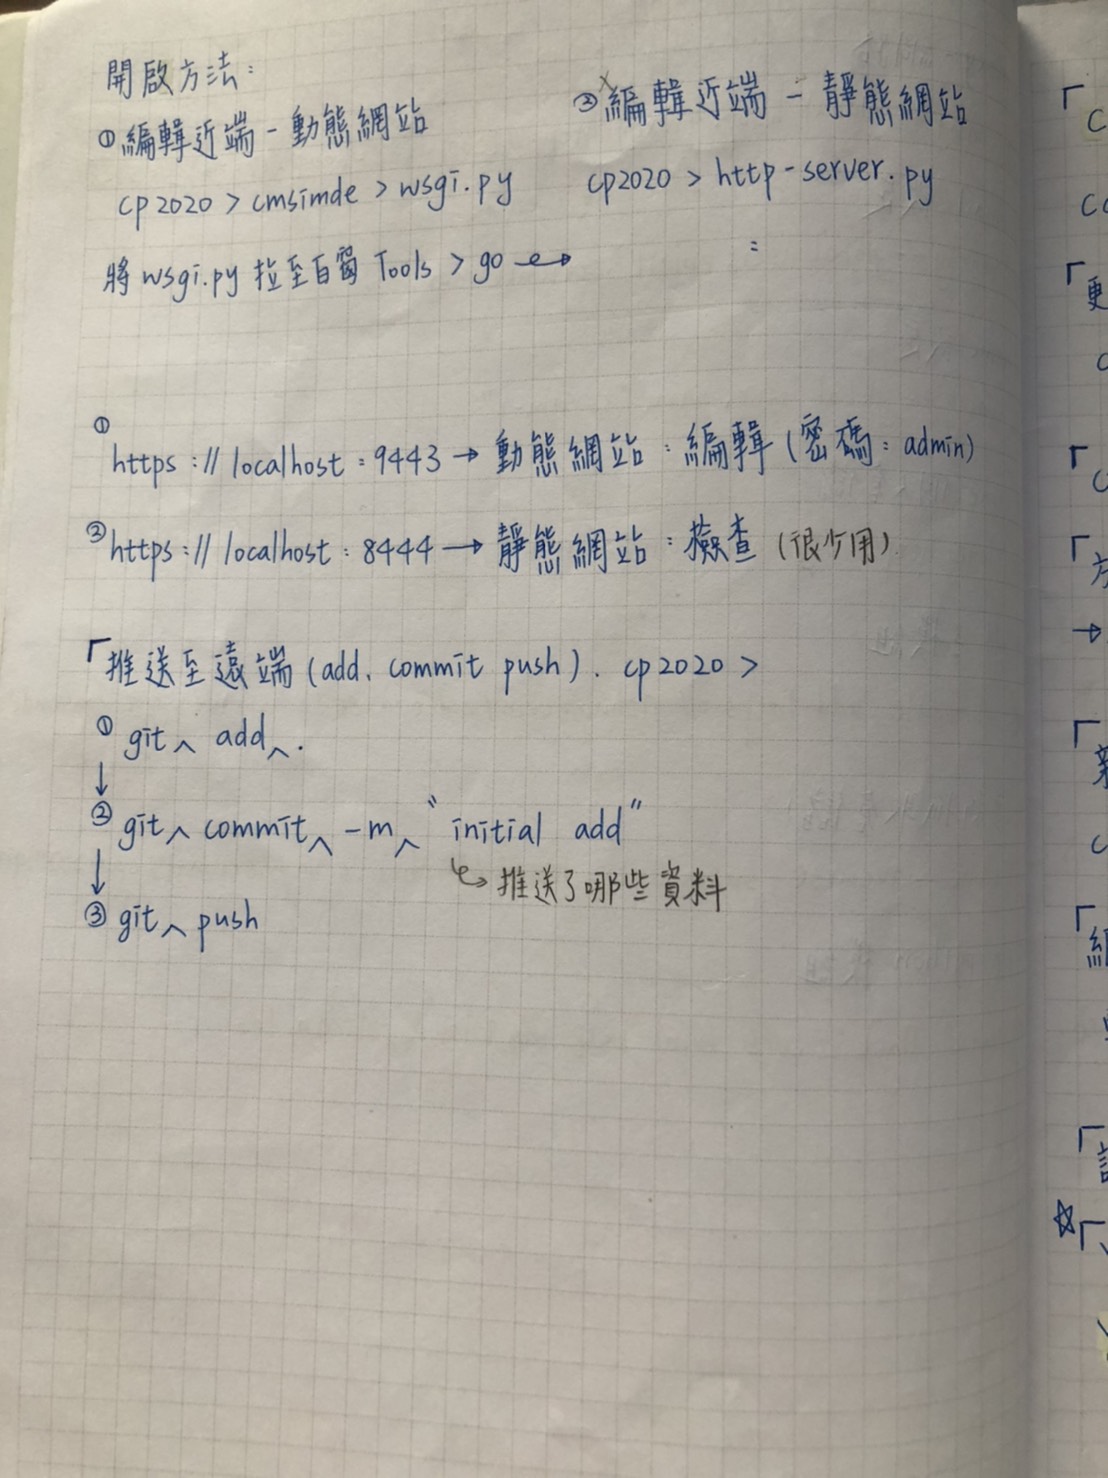 開啟方法：
①編輯近端-動態網站
cp2020 > cmsimde > wsgi.py
將 wsgi.py 拉至白窗 Tools > go →
②編輯近端-靜態網站
cp2020 > http-server.py
:
① https://localhost:9443 → 動態網站：編輯(密碼：admin)
② https://localhost:8444 → 靜態網站：檢查(很少用)
「推送至遠端(add、commit push). cp2020 >
① git^ add^.
↓
② git^ commit^ -m^ "initial add"
↳ 推送了哪些資料
↓
③ git^ push
「
「更
「
「方
→
「
「
「
☆「